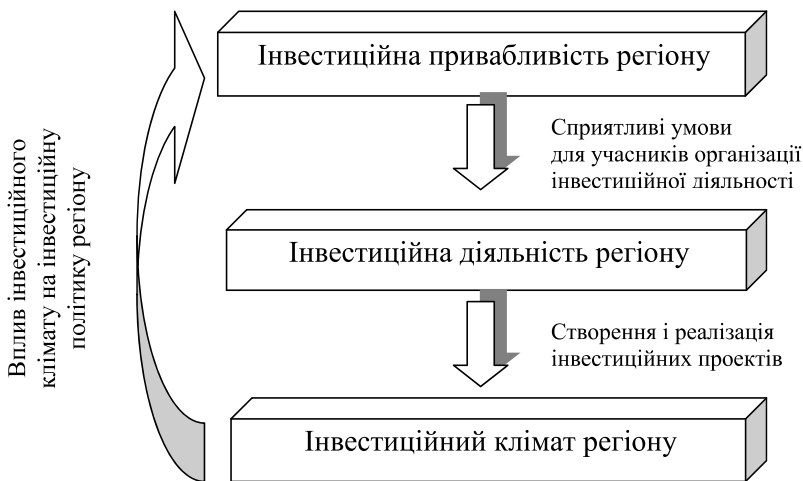 Інвестиційна привабливість регіону
Сприятливі умови
для учасників організації
інвестиційної діяльності
Інвестиційна діяльність регіону
Створення і реалізація
інвестиційних проектів
Інвестиційний клімат регіону
Вплив інвестиційного
клімату на інвестиційну
політику регіону